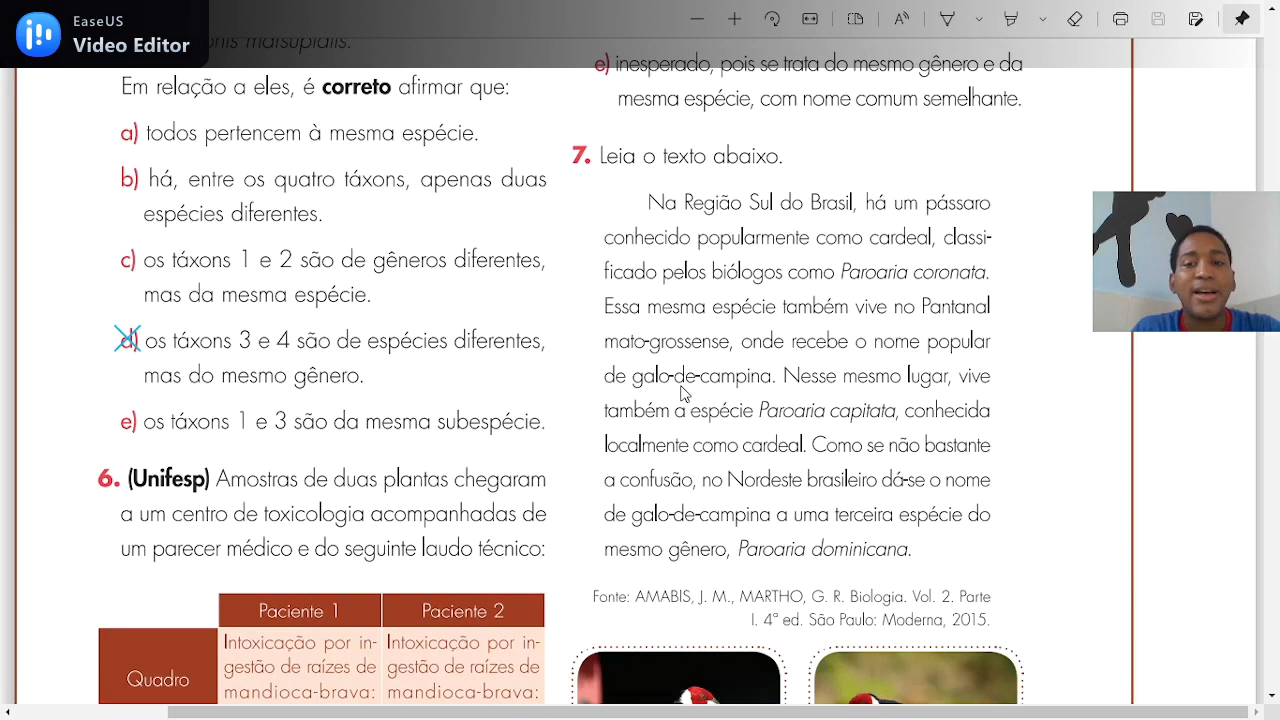 EaseUS
Video Editor
marsupialis.
Em relação a eles, é correto afirmar que:
a) todos pertencem à mesma espécie.
b) há, entre os quatro táxons, apenas duas
espécies diferentes.
c) os táxons 1 e 2 são de gêneros diferentes,
mas da mesma espécie.
d) os táxons 3 e 4 são de espécies diferentes,
mas do mesmo gênero.
e) os táxons 1 e 3 são da mesma subespécie.
6. (Unifesp) Amostras de duas plantas chegaram
a um centro de toxicologia acompanhadas de
um parecer médico e do seguinte laudo técnico:
Paciente 1 Paciente 2
Quadro
Intoxicação por in-
gestão de raízes de
mandioca-brava:
Intoxicação por in-
gestão de raízes de
mandioca-brava:
e) inesperado, pois se trata do mesmo gênero e da
mesma espécie, com nome comum semelhante.
7. Leia o texto abaixo.
Na Região Sul do Brasil, há um pássaro
conhecido popularmente como cardeal, classi-
ficado pelos biólogos como Paroaria coronata.
Essa mesma espécie também vive no Pantanal
mato-grossense, onde recebe o nome popular
de galo-de-campina. Nesse mesmo lugar, vive
também a espécie Paroaria capitata, conhecida
localmente como cardeal. Como se não bastante
a confusão, no Nordeste brasileiro dá-se o nome
de galo-de-campina a uma terceira espécie do
mesmo gênero, Paroaria dominicana.
Fonte: AMABIS, J. M., MARTHO, G. R. Biologia. Vol. 2. Parte
I. 4ª ed. São Paulo: Moderna, 2015.